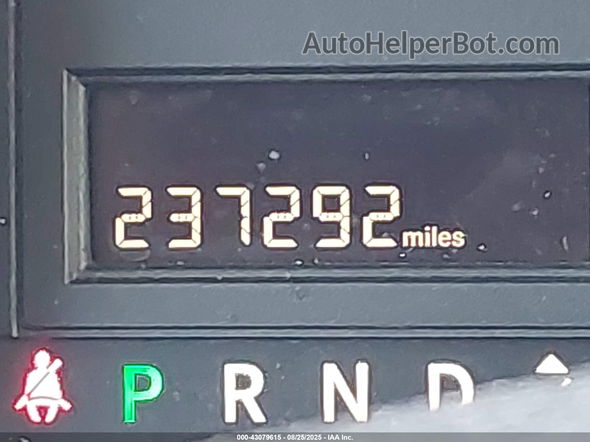 AutoHelperBot.com
237292 miles
P R N D
000-43079615 - 08/25/2025 - IAA Inc.